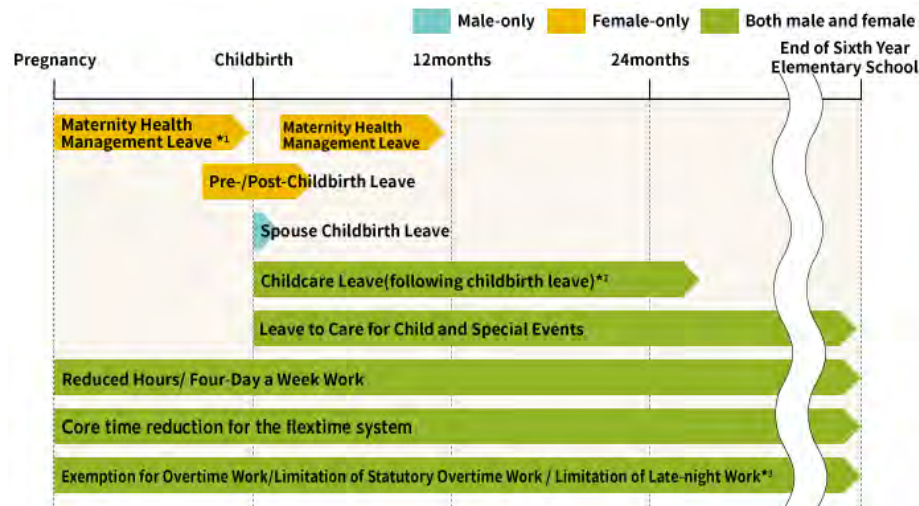 Male-only
Female-only
Both male and female
Pregnancy
Childbirth
12months
24months
End of Sixth Year
Elementary School
Maternity Health
Management Leave *1
Maternity Health
Management Leave
Pre-/Post-Childbirth Leave
Spouse Childbirth Leave
Childcare Leave(following childbirth leave)*2
Leave to Care for Child and Special Events
Reduced Hours/ Four-Day a Week Work
Core time reduction for the flextime system
Exemption for Overtime Work/Limitation of Statutory Overtime Work / Limitation of Late-night Work